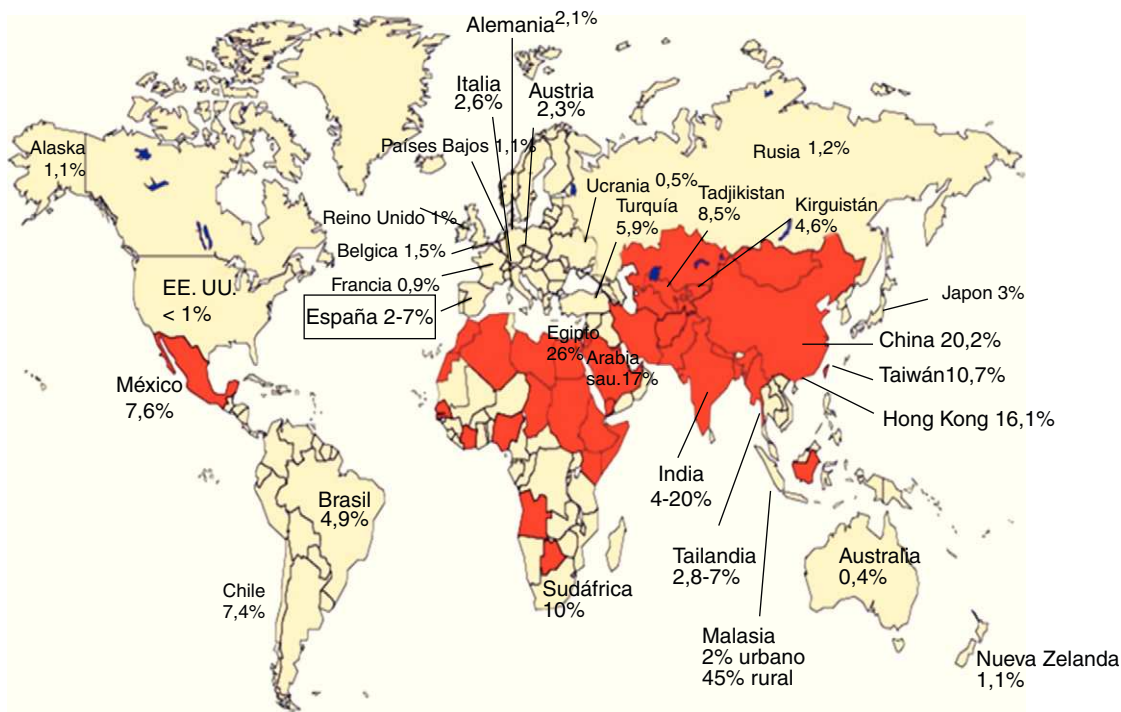 Alemania 2,1%
Italia
2,6%
Austria
2,3%
Países Bajos 1,1%
Alaska
1,1%
Rusia 1,2%
Ucrania 0,5%
Turquía
5,9%
Tadjikistan
8,5%
Kirguistán
4,6%
Reino Unido 1%
Belgica 1,5%
Francia 0,9%
España 2-7%
EE. UU.
< 1%
Japon 3%
China 20,2%
Egipto
26%
Arabia
sau.17%
Taiwán10,7%
México
7,6%
Hong Kong 16,1%
India
4-20%
Brasil
4,9%
Tailandia
2,8-7%
Australia
0,4%
Chile
7,4%
Sudáfrica
10%
Malasia
2% urbano
45% rural
Nueva Zelanda
1,1%